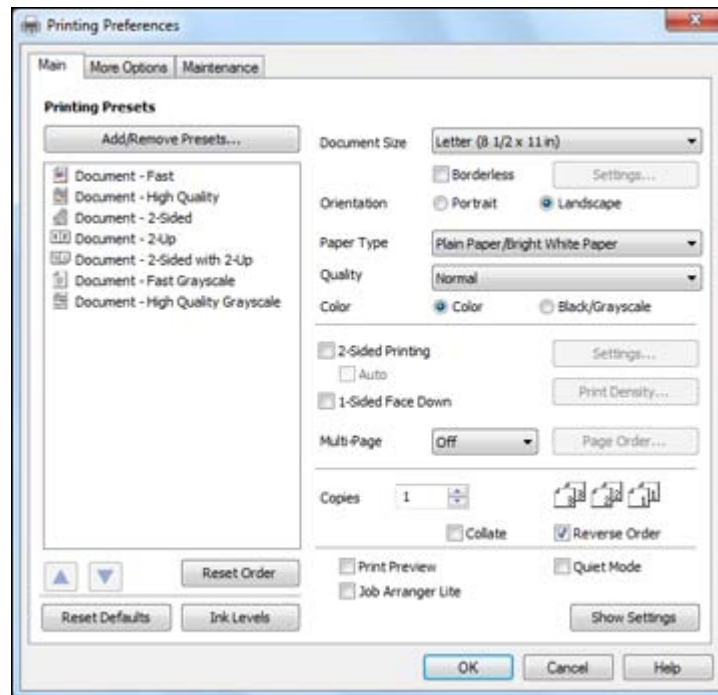 Printing Preferences
Main More Options Maintenance
Printing Presets
Add/Remove Presets...
Document - Fast
Document - High Quality
Document - 2-Sided
Document - 2-Up
Document - 2-Sided with 2-Up
Document - Fast Grayscale
Document - High Quality Grayscale
Reset Order
Reset Defaults Ink Levels
Document Size Letter (8 1/2 x 11 in)
Borderless Settings...
Orientation Portrait Landscape
Paper Type Plain Paper/Bright White Paper
Quality Normal
Color Color Black/Grayscale
2-Sided Printing Settings...
Auto
Print Density...
1-Sided Face Down
Multi-Page Off Page Order...
Copies 1
Collate Reverse Order
Print Preview Quiet Mode
Job Arranger Lite
Show Settings
OK Cancel Help